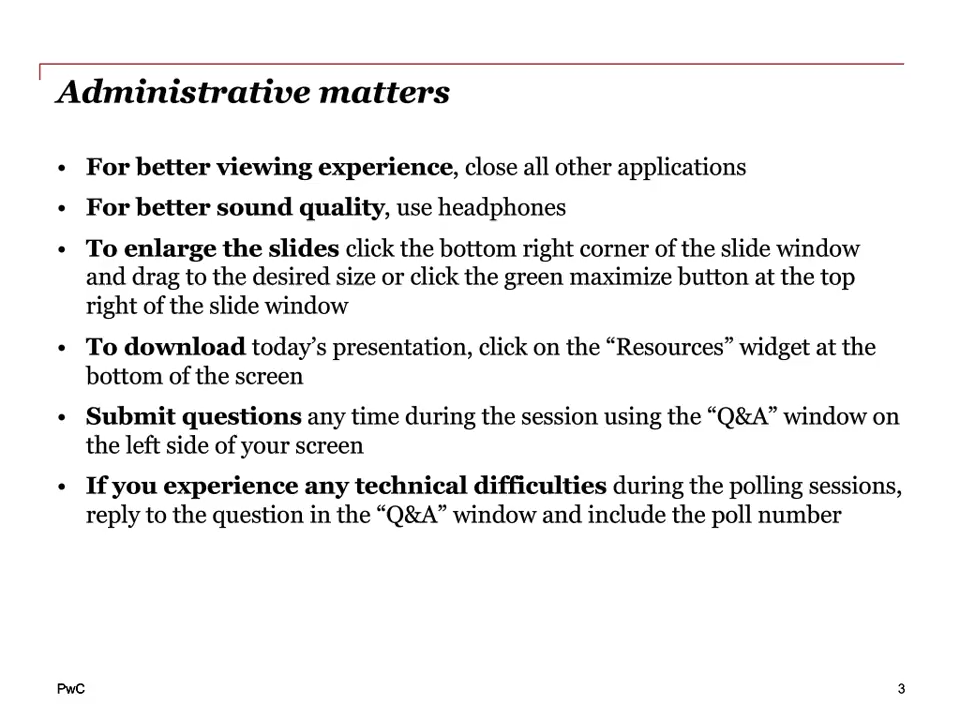 Administrative matters
• For better viewing experience, close all other applications
• For better sound quality, use headphones
• To enlarge the slides click the bottom right corner of the slide window
and drag to the desired size or click the green maximize button at the top
right of the slide window
• To download today’s presentation, click on the “Resources” widget at the
bottom of the screen
• Submit questions any time during the session using the “Q&A” window on
the left side of your screen
• If you experience any technical difficulties during the polling sessions,
reply to the question in the “Q&A” window and include the poll number
PwC 3